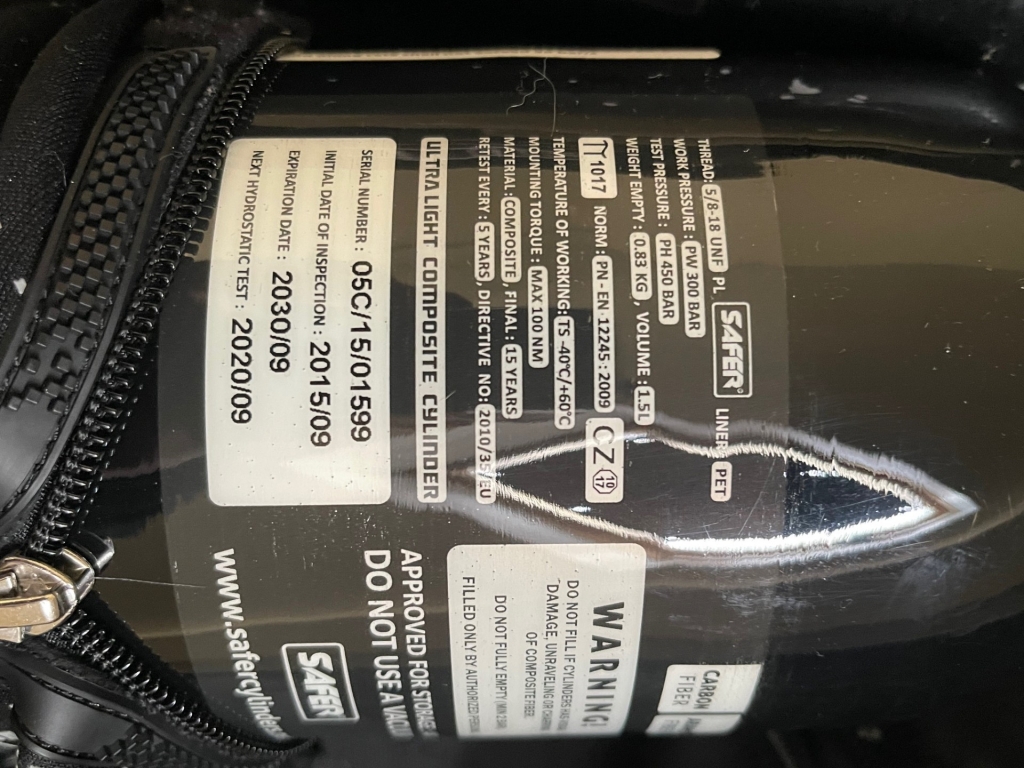 THREAD: 5/8-18 UNF PL SAFER® LINER: PET
WORK PRESSURE: PW 300 BAR
TEST PRESSURE : PH 450 BAR
WEIGHT EMPTY : 0.83 KG , VOLUME : 1.5L
1017 NORM : PN - EN - 12245 : 2009 CZ 10 17
TEMPERATURE OF WORKING: TS -40°C/+60°C
MOUNTING TORQUE : MAX 100 NM
MATERIAL : COMPOSITE, FINAL : 15 YEARS
RETEST EVERY : 5 YEARS, DIRECTIVE NO: 2010/35/EU
ULTRA LIGHT COMPOSITE CYLINDER
SERIAL NUMBER : 05C/15/01599
INITIAL DATE OF INSPECTION : 2015/09
EXPIRATION DATE : 2030/09
NEXT HYDROSTATIC TEST : 2020/09
CARBON
FIBER
WARNING!
DO NOT FILL IF CYLINDERS HAS
DAMAGE, UNRAVELING OR
OF COMPOSITE FIBER.
DO NOT FULLY EMPTY (MIN 2 BAR)
FILLED ONLY BY AUTHORIZED
APPROVED FOR STORAGE
DO NOT USE A
SAFER
www.safercylinders